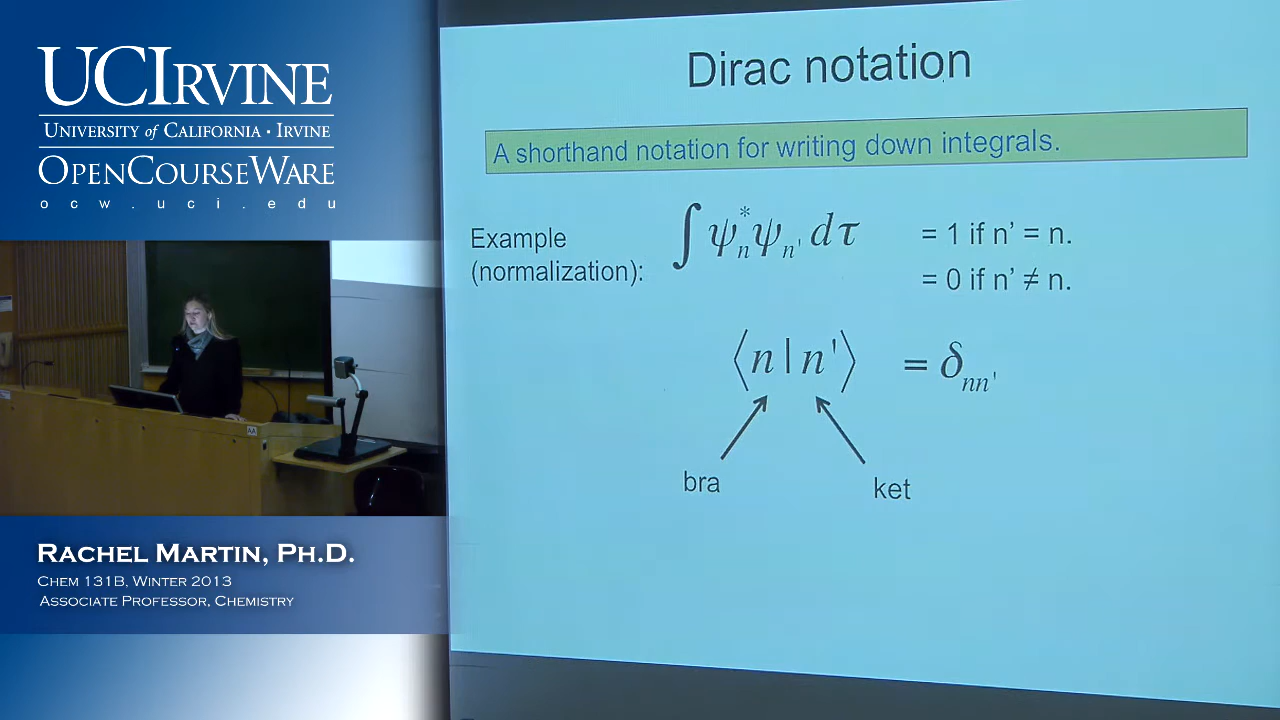 UCIRVINE
UNIVERSITY of CALIFORNIA · IRVINE
OPENCOURSEWARE
ocw.uci.edu
RACHEL MARTIN, PH.D.
CHEM 131B, WINTER 2013
ASSOCIATE PROFESSOR, CHEMISTRY
Dirac notation
A shorthand notation for writing down integrals.
Example
(normalization):
∫ψ*ₙψₙ' dτ
= 1 if n' = n.
= 0 if n' ≠ n.
⟨n|n'⟩ = δₙₙ'
bra
ket
AA